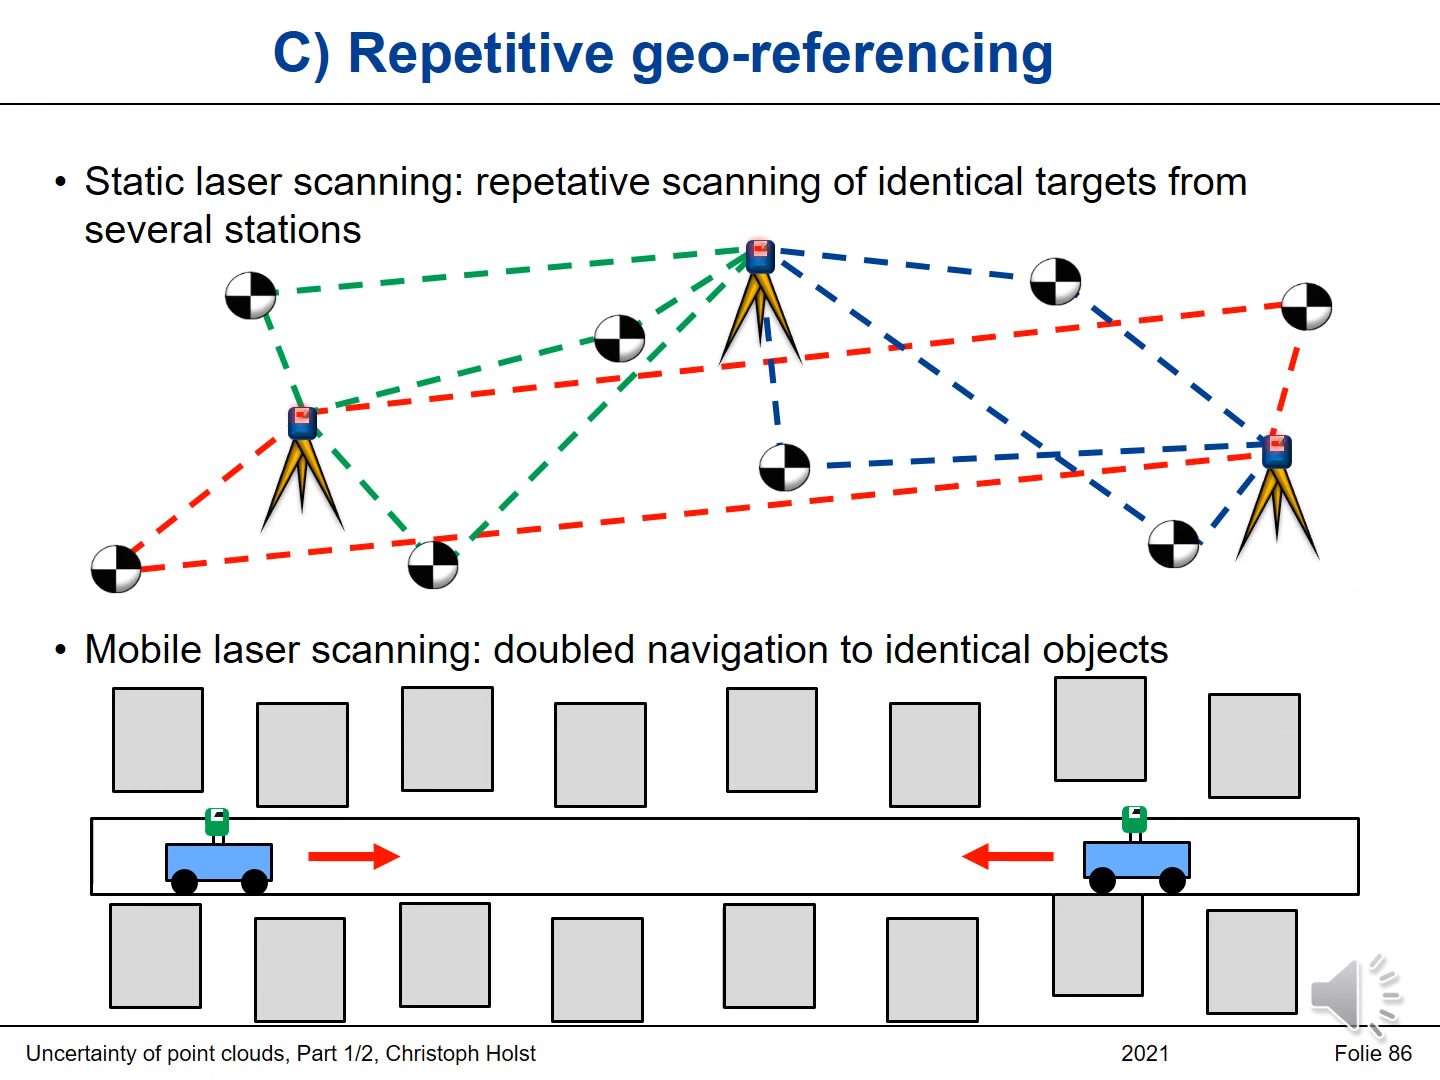 C) Repetitive geo-referencing
• Static laser scanning: repetative scanning of identical targets from
several stations
• Mobile laser scanning: doubled navigation to identical objects
Uncertainty of point clouds, Part 1/2, Christoph Holst
2021
Folie 86